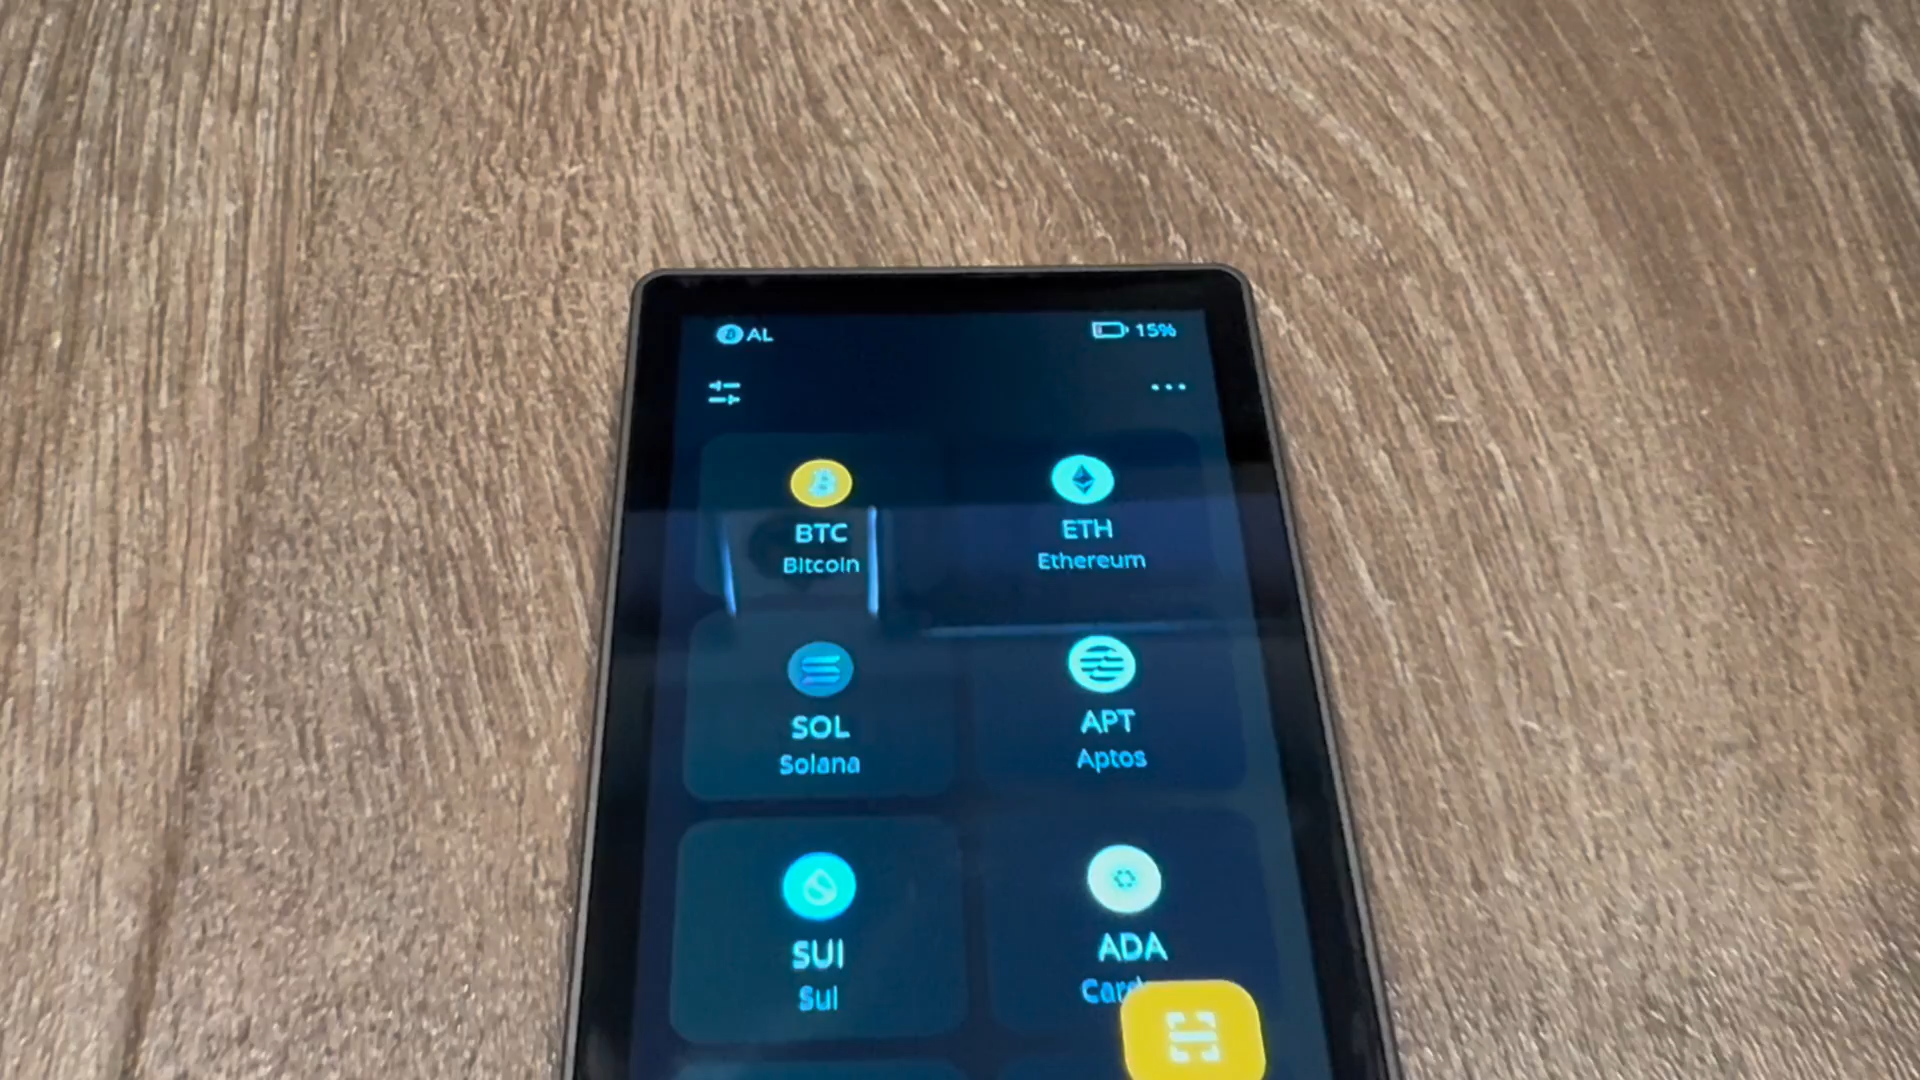 AL
15%
BTC
Bitcoin
ETH
Ethereum
SOL
Solana
APT
Aptos
SUI
Sui
ADA